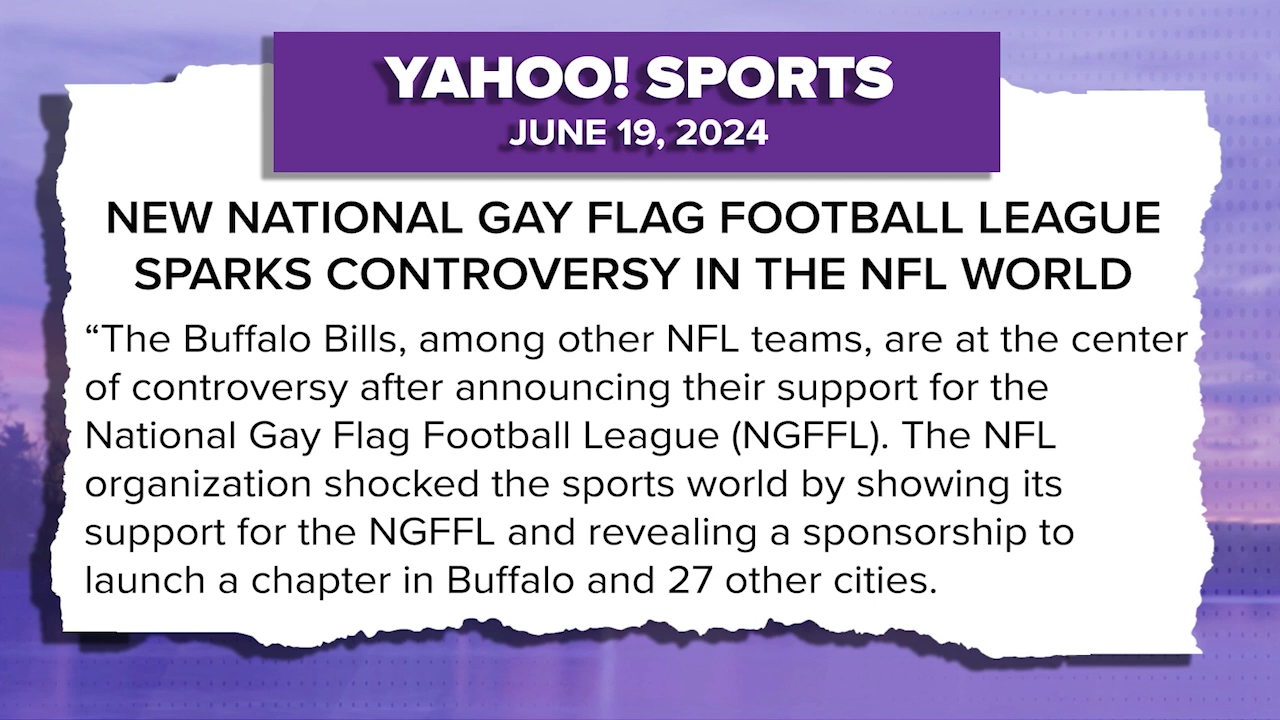 YAHOO! SPORTS
JUNE 19, 2024
NEW NATIONAL GAY FLAG FOOTBALL LEAGUE
SPARKS CONTROVERSY IN THE NFL WORLD
“The Buffalo Bills, among other NFL teams, are at the center
of controversy after announcing their support for the
National Gay Flag Football League (NGFFL). The NFL
organization shocked the sports world by showing its
support for the NGFFL and revealing a sponsorship to
launch a chapter in Buffalo and 27 other cities.